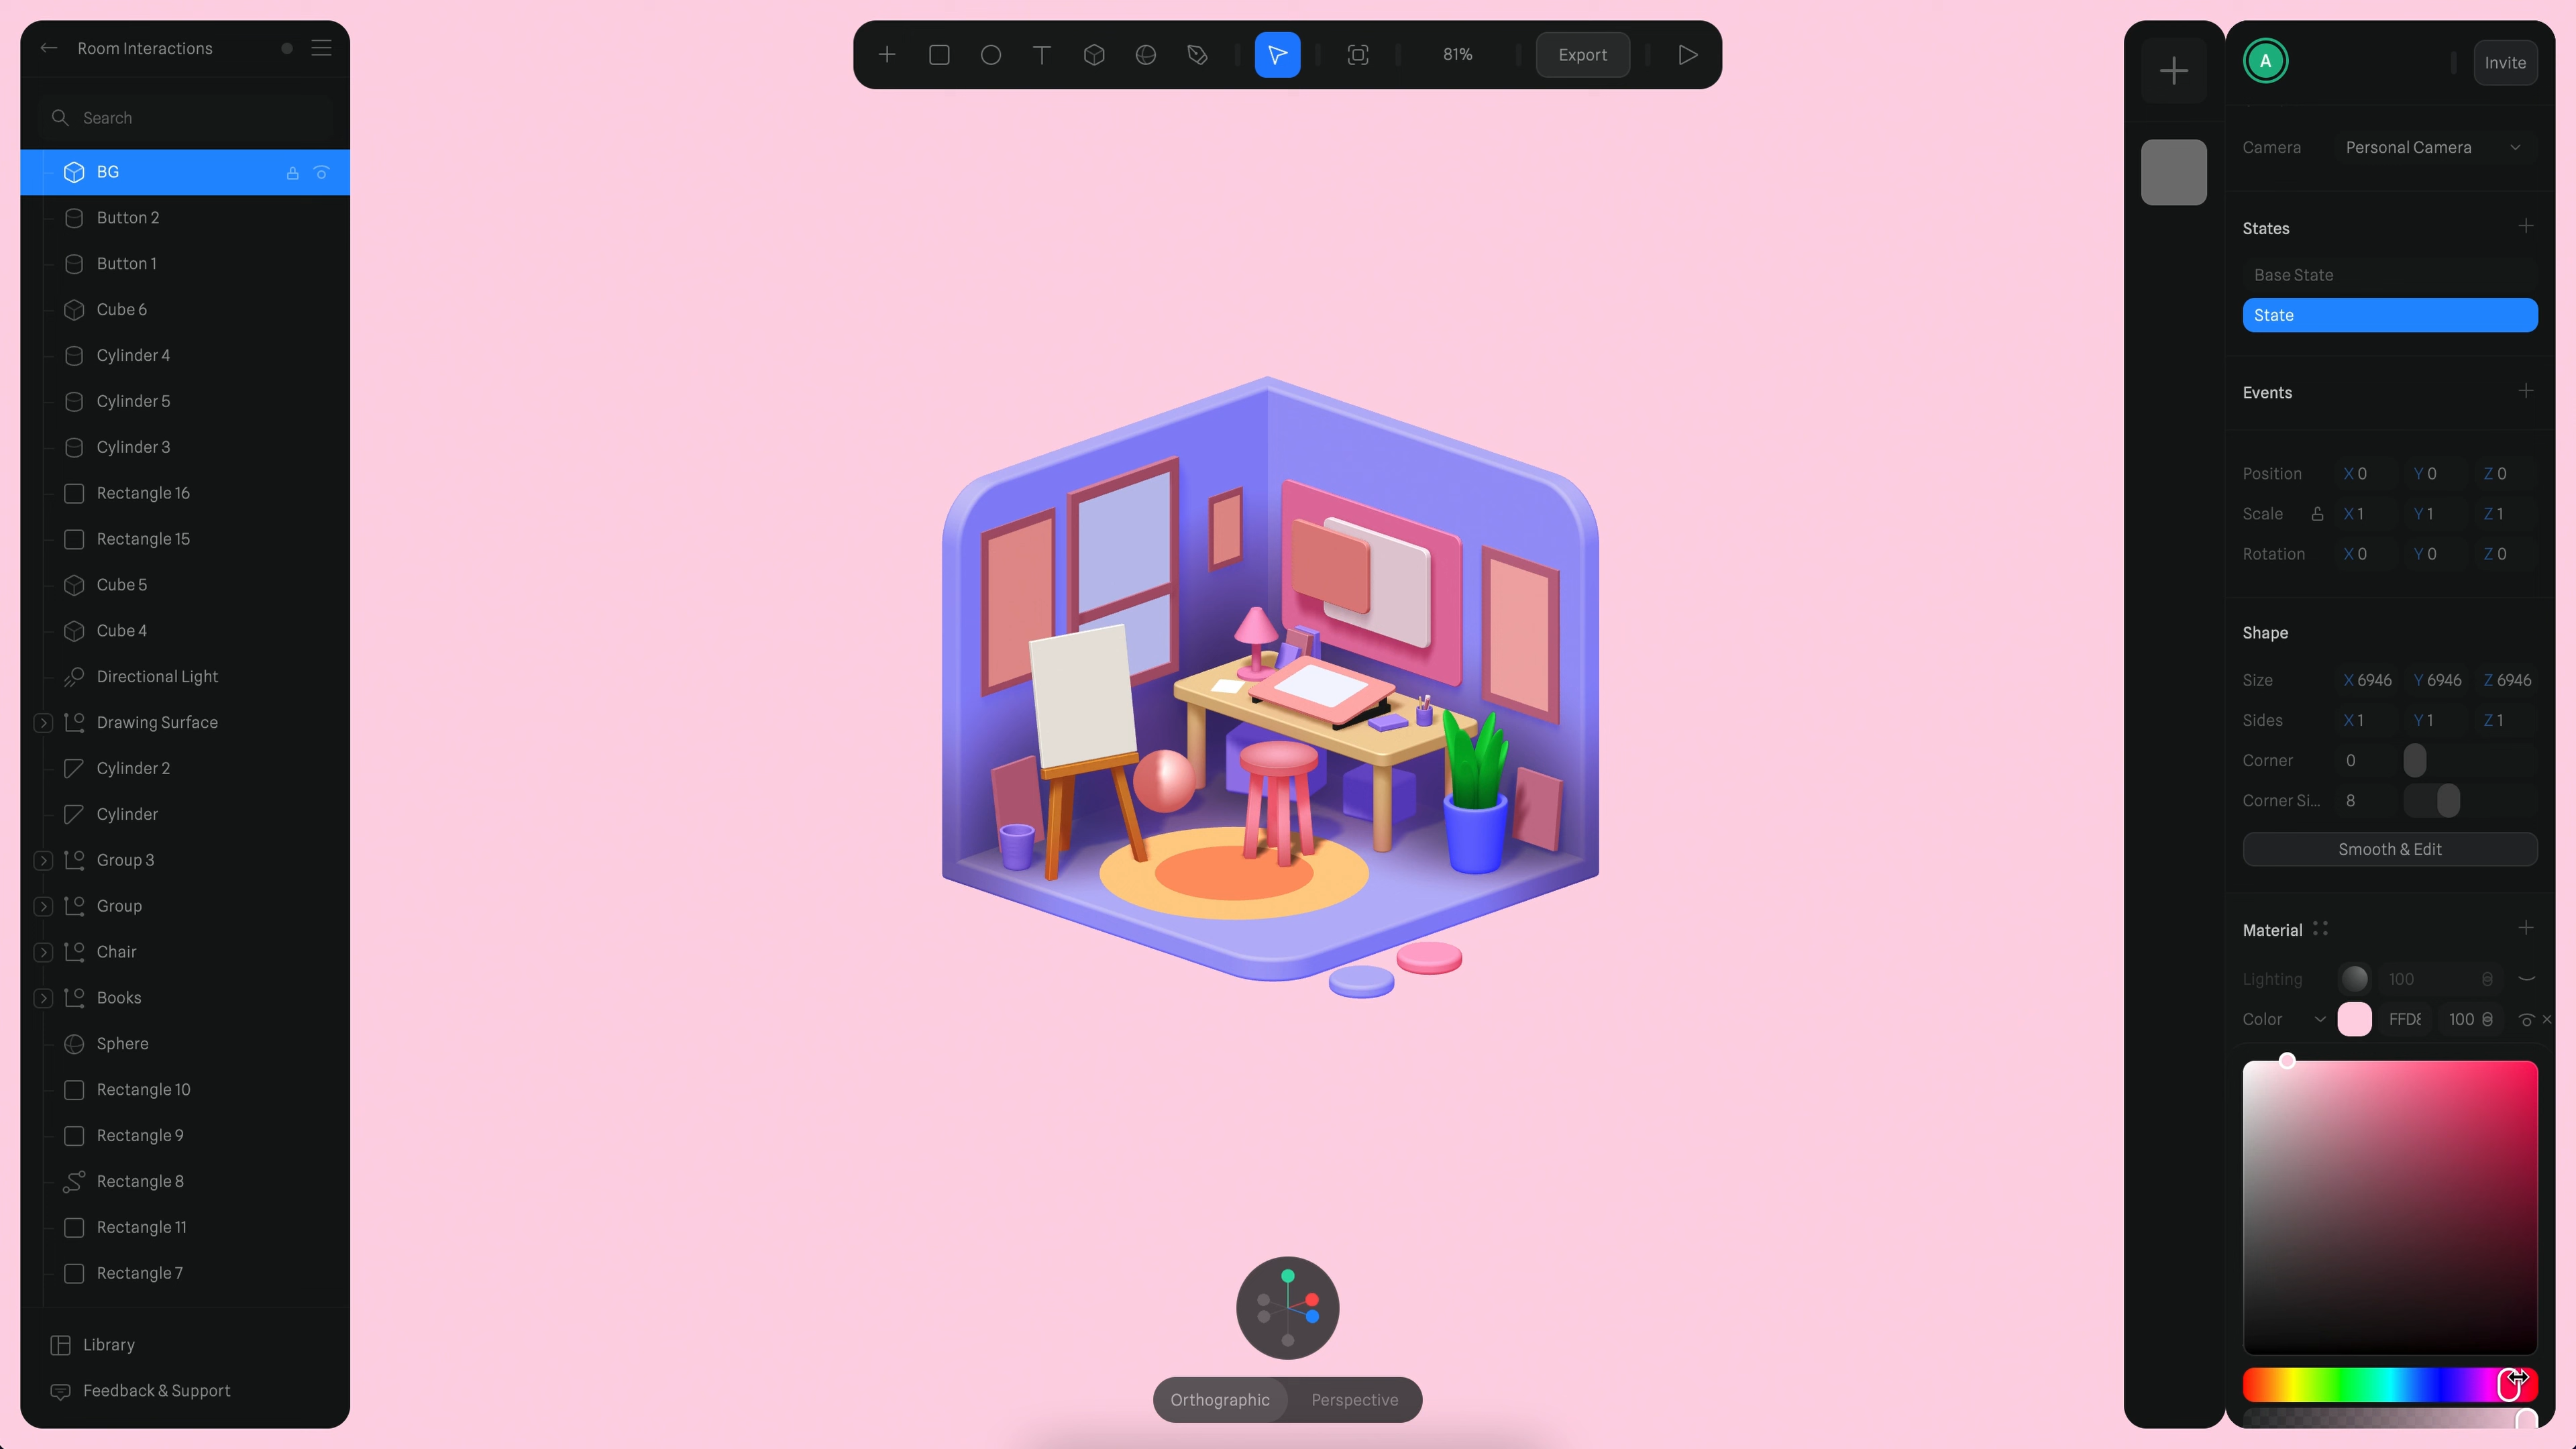 Room Interactions
Search
BG
Button 2
Button 1
Cube 6
Cylinder 4
Cylinder 5
Cylinder 3
Rectangle 16
Rectangle 15
Cube 5
Cube 4
Directional Light
Drawing Surface
Cylinder 2
Cylinder
Group 3
Group
Chair
Books
Sphere
Rectangle 10
Rectangle 9
Rectangle 8
Rectangle 11
Rectangle 7
Library
Feedback & Support
T
81%
Export
Orthographic
Perspective
A
Invite
Camera Personal Camera
States
Base State
State
Events
Position X 0 Y 0 Z 0
Scale X 1 Y 1 Z 1
Rotation X 0 Y 0 Z 0
Shape
Size X 6946 Y 6946 Z 6946
Sides X 1 Y 1 Z 1
Corner 0
Corner Si... 8
Smooth & Edit
Material
Lighting 100
Color FFD8 100